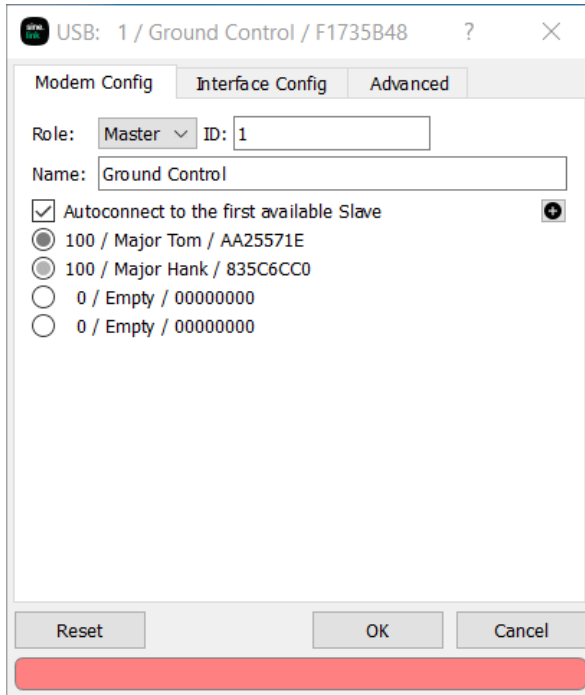 sine.
link
USB: 1 / Ground Control / F1735B48 ?
Modem Config Interface Config Advanced
Role: Master ID: 1
Name: Ground Control
Autoconnect to the first available Slave
100 / Major Tom / AA25571E
100 / Major Hank / 835C6CC0
0 / Empty / 00000000
0 / Empty / 00000000
Reset OK Cancel